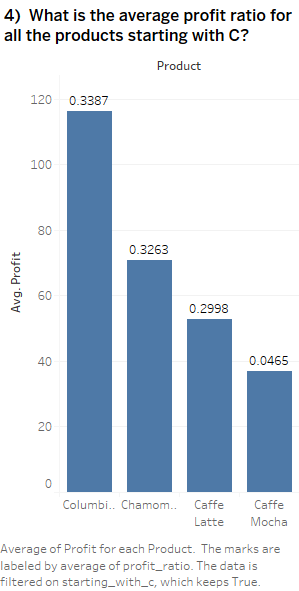 4) What is the average profit ratio for
all the products starting with C?
Product
Avg. Profit
120
100
80
60
40
20
0
0.3387
0.3263
0.2998
0.0465
Columbi.. Chamom.. Caffe Caffe
Latte Mocha
Average of Profit for each Product. The marks are
labeled by average of profit_ratio. The data is
filtered on starting_with_c, which keeps True.